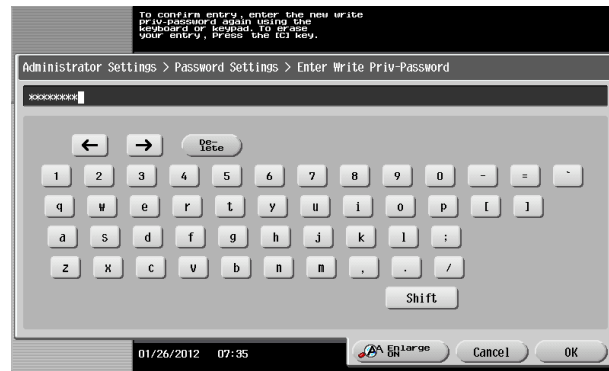 To confirm entry, enter the new write
priv-password again using the
keyboard or keypad. To erase
your entry, Press the [C] key.
Administrator Settings > Password Settings > Enter Write Priv-Password
********
← → De-
lete
1 2 3 4 5 6 7 8 9 0 - = `
q w e r t y u i o p [ ]
a s d f g h j k l ;
z x c v b n m , . /
Shift
01/26/2012 07:35
AA Enlarge
ON
Cancel
OK